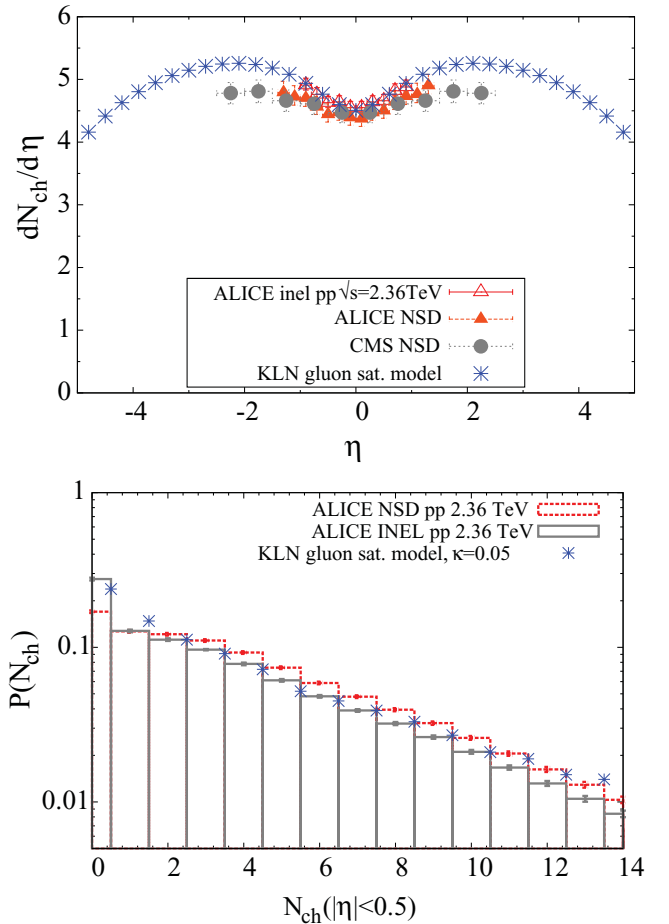 6
5
4
3
2
1
0
dN_ch/dη
-4 -2 0 2 4
η
ALICE inel pp √s=2.36TeV
ALICE NSD
CMS NSD
KLN gluon sat. model
1
0.1
0.01
P(N_ch)
ALICE NSD pp 2.36 TeV
ALICE INEL pp 2.36 TeV
KLN gluon sat. model, κ=0.05
0 2 4 6 8 10 12 14
N_ch(|η|<0.5)